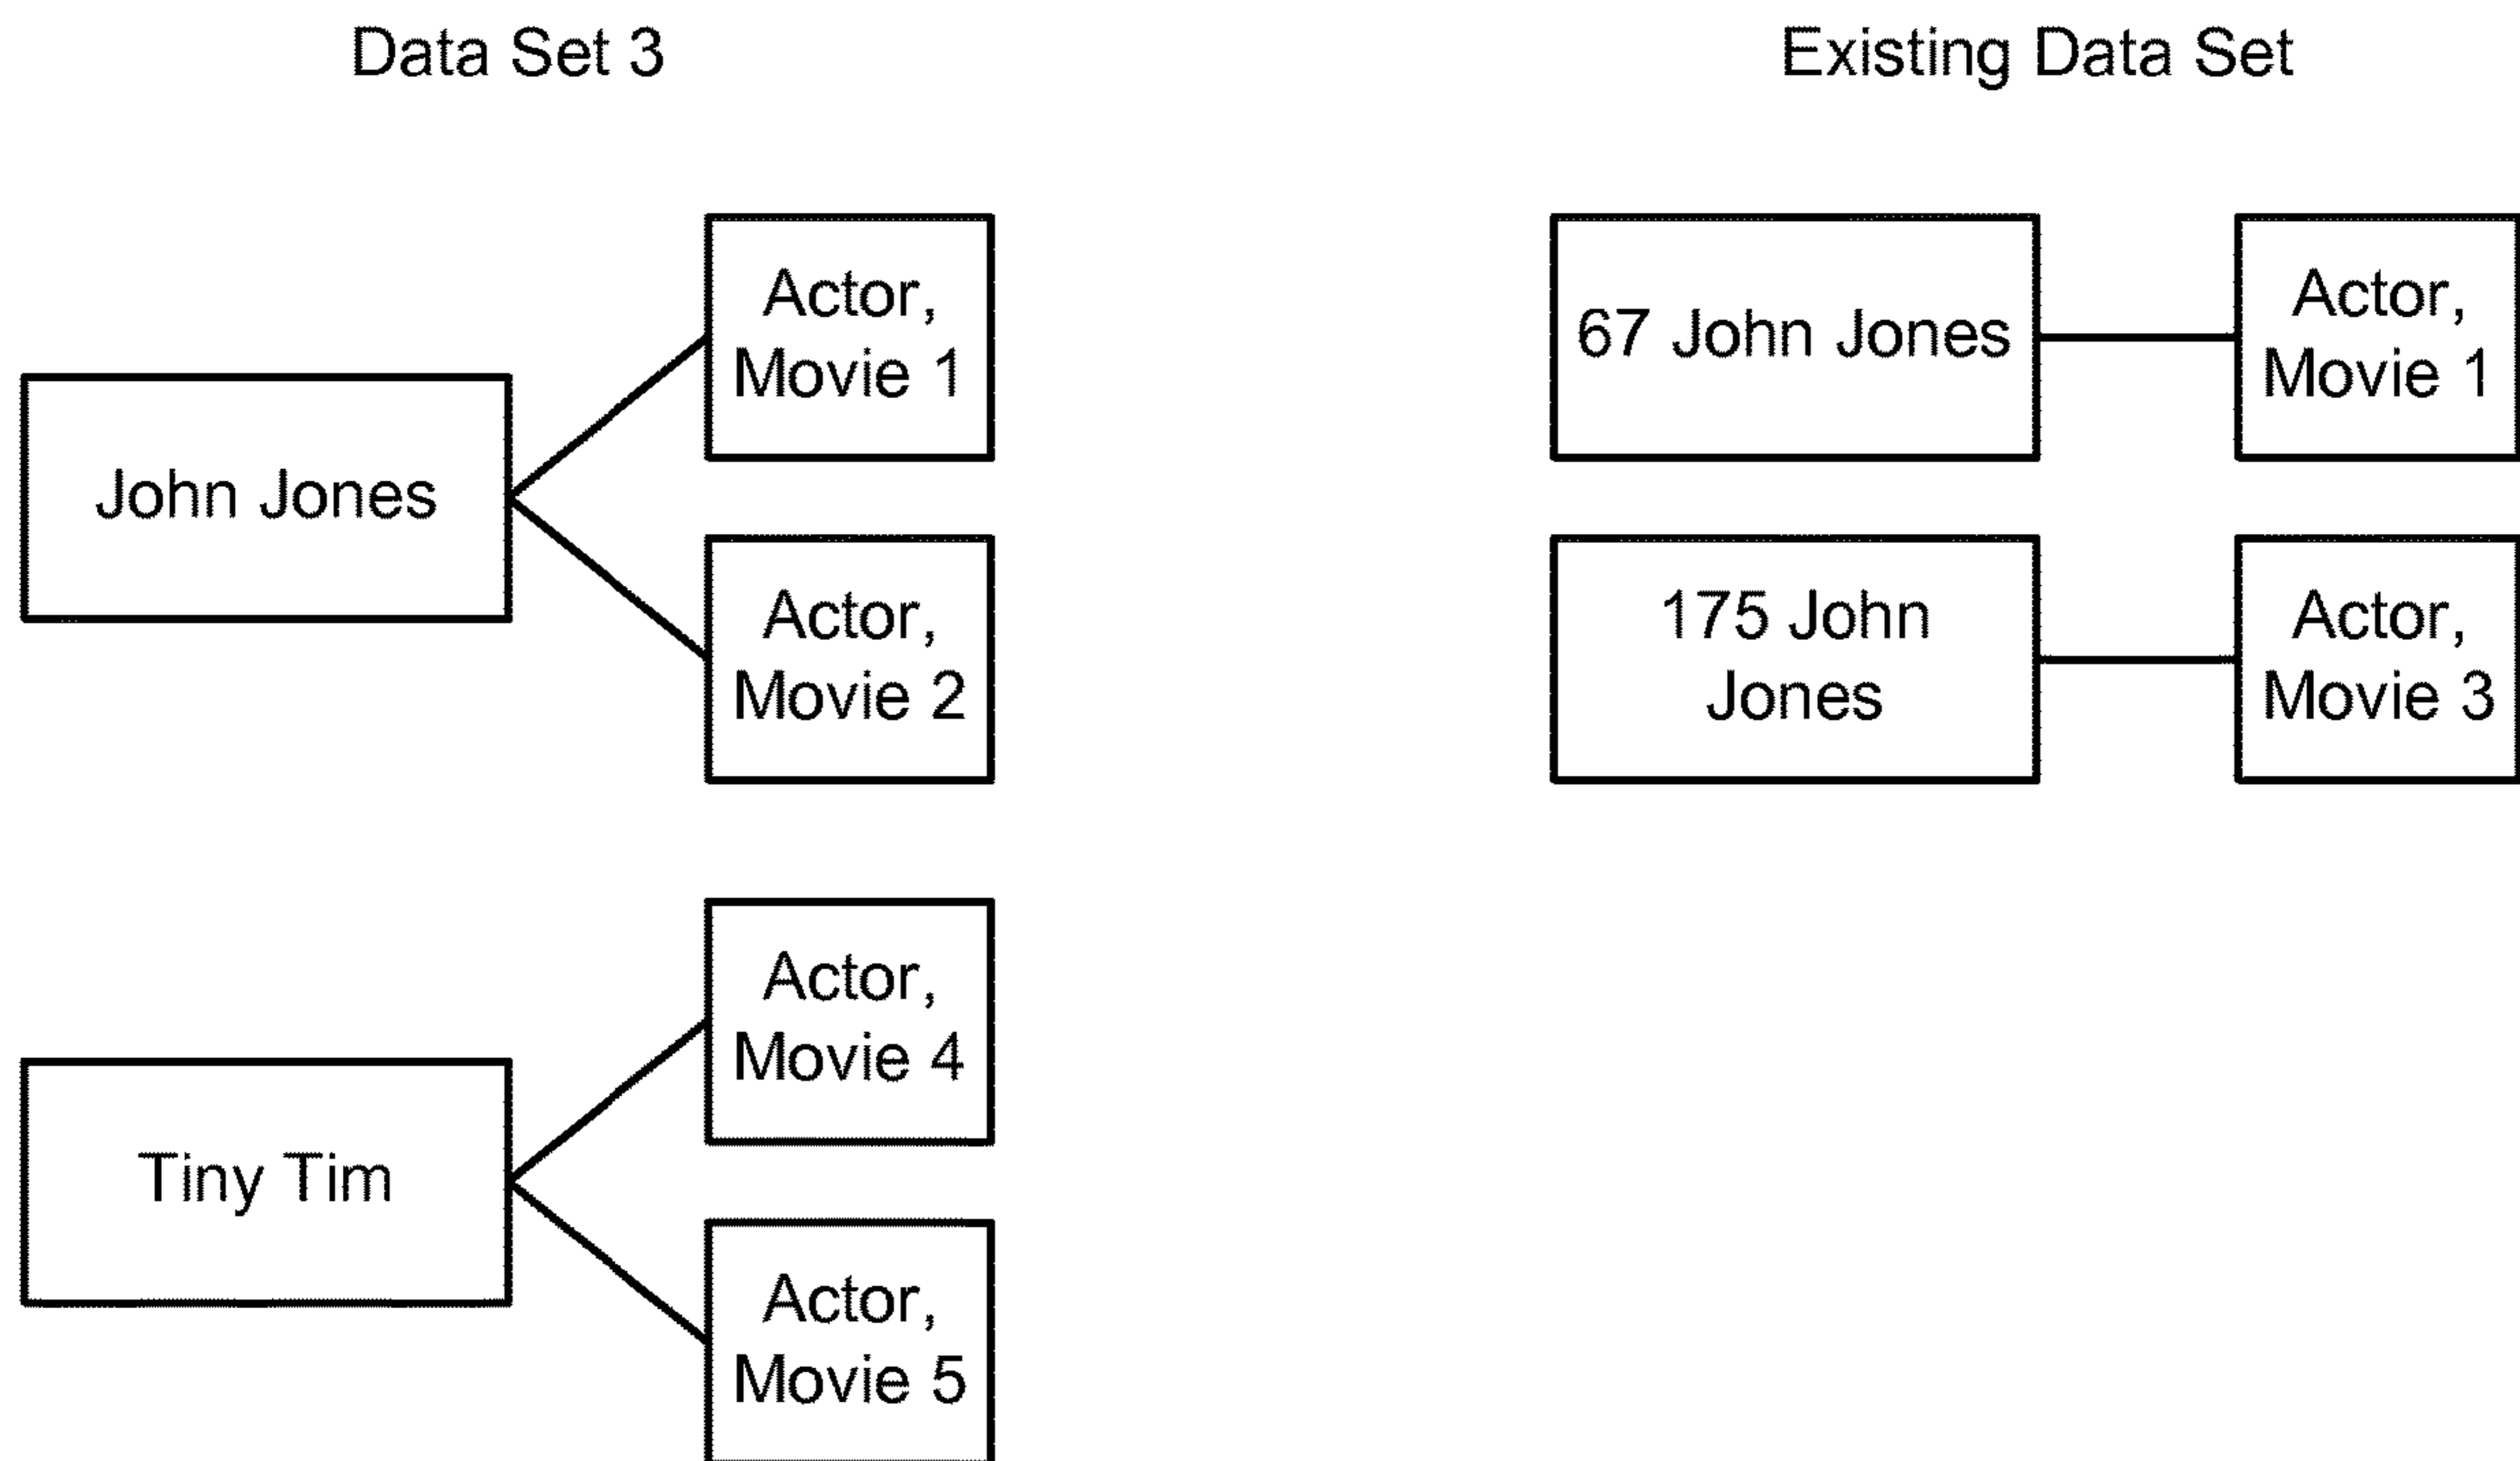 Data Set 3
Existing Data Set
John Jones
Actor,
Movie 1
Actor,
Movie 2
67 John Jones
Actor,
Movie 1
175 John
Jones
Actor,
Movie 3
Tiny Tim
Actor,
Movie 4
Actor,
Movie 5